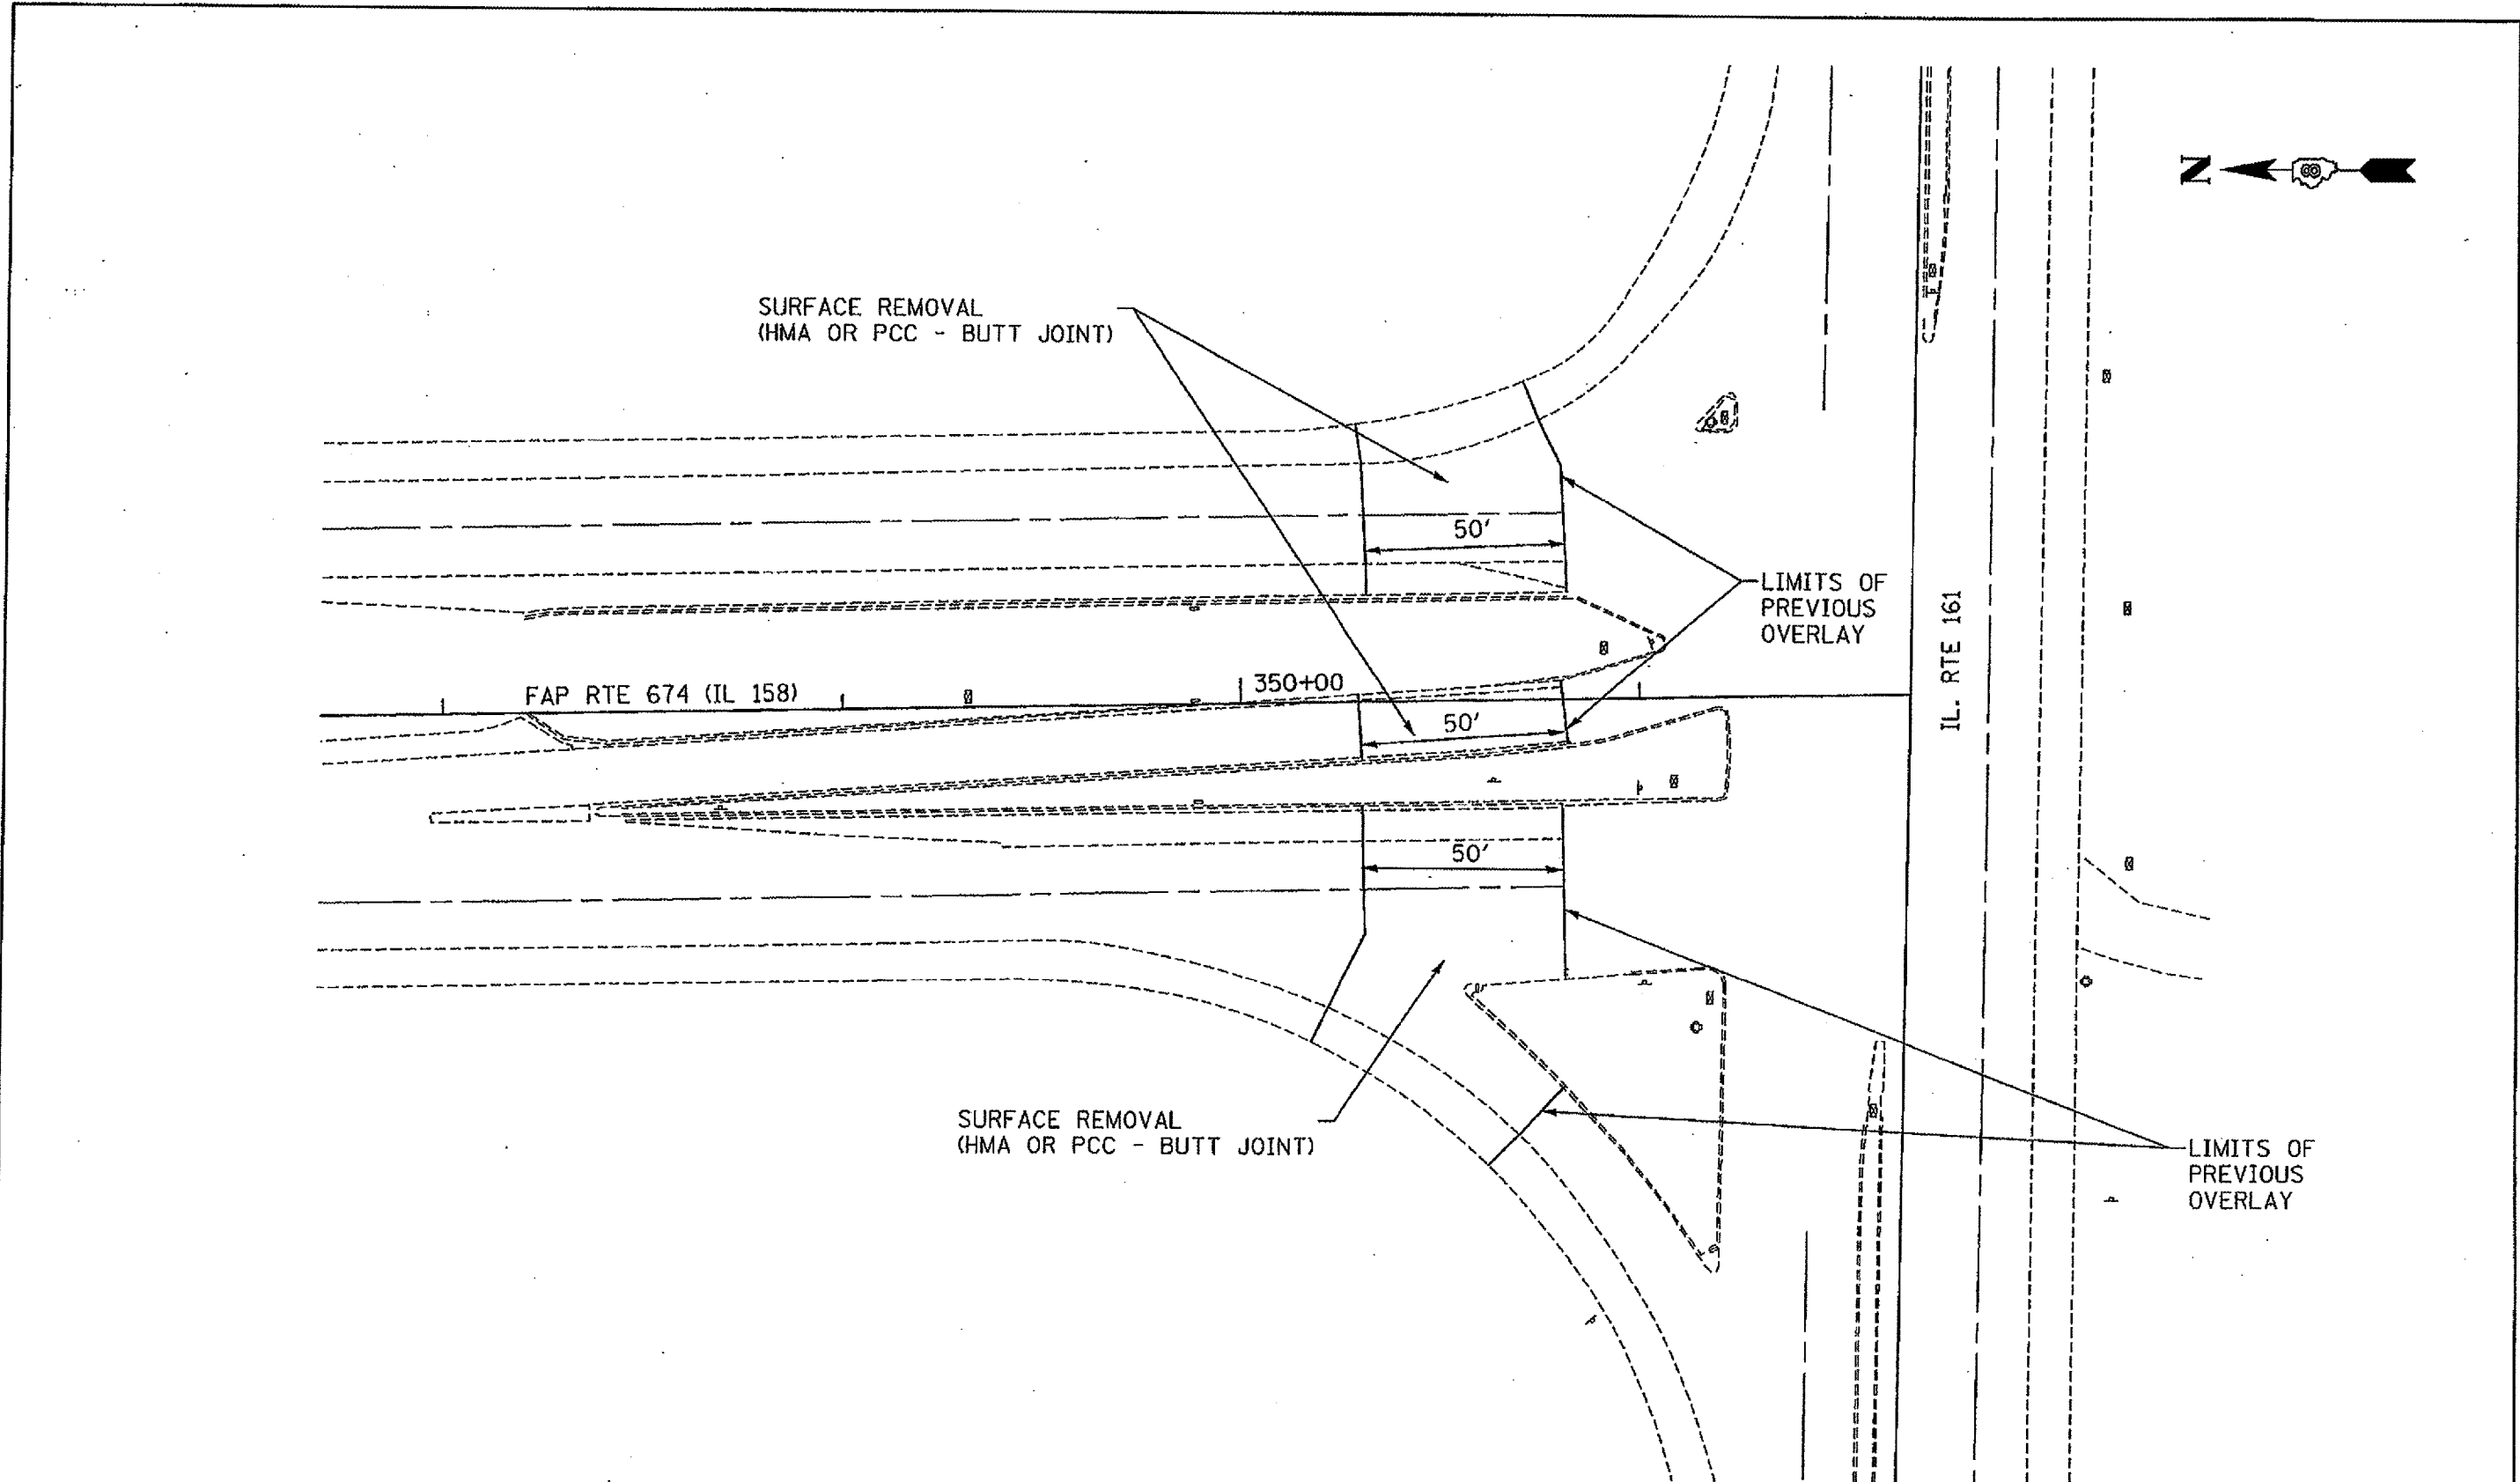 N
SURFACE REMOVAL
(HMA OR PCC - BUTT JOINT)
50'
LIMITS OF
PREVIOUS
OVERLAY
IL. RTE 161
FAP RTE 674 (IL 158)
350+00
50'
50'
SURFACE REMOVAL
(HMA OR PCC - BUTT JOINT)
LIMITS OF
PREVIOUS
OVERLAY